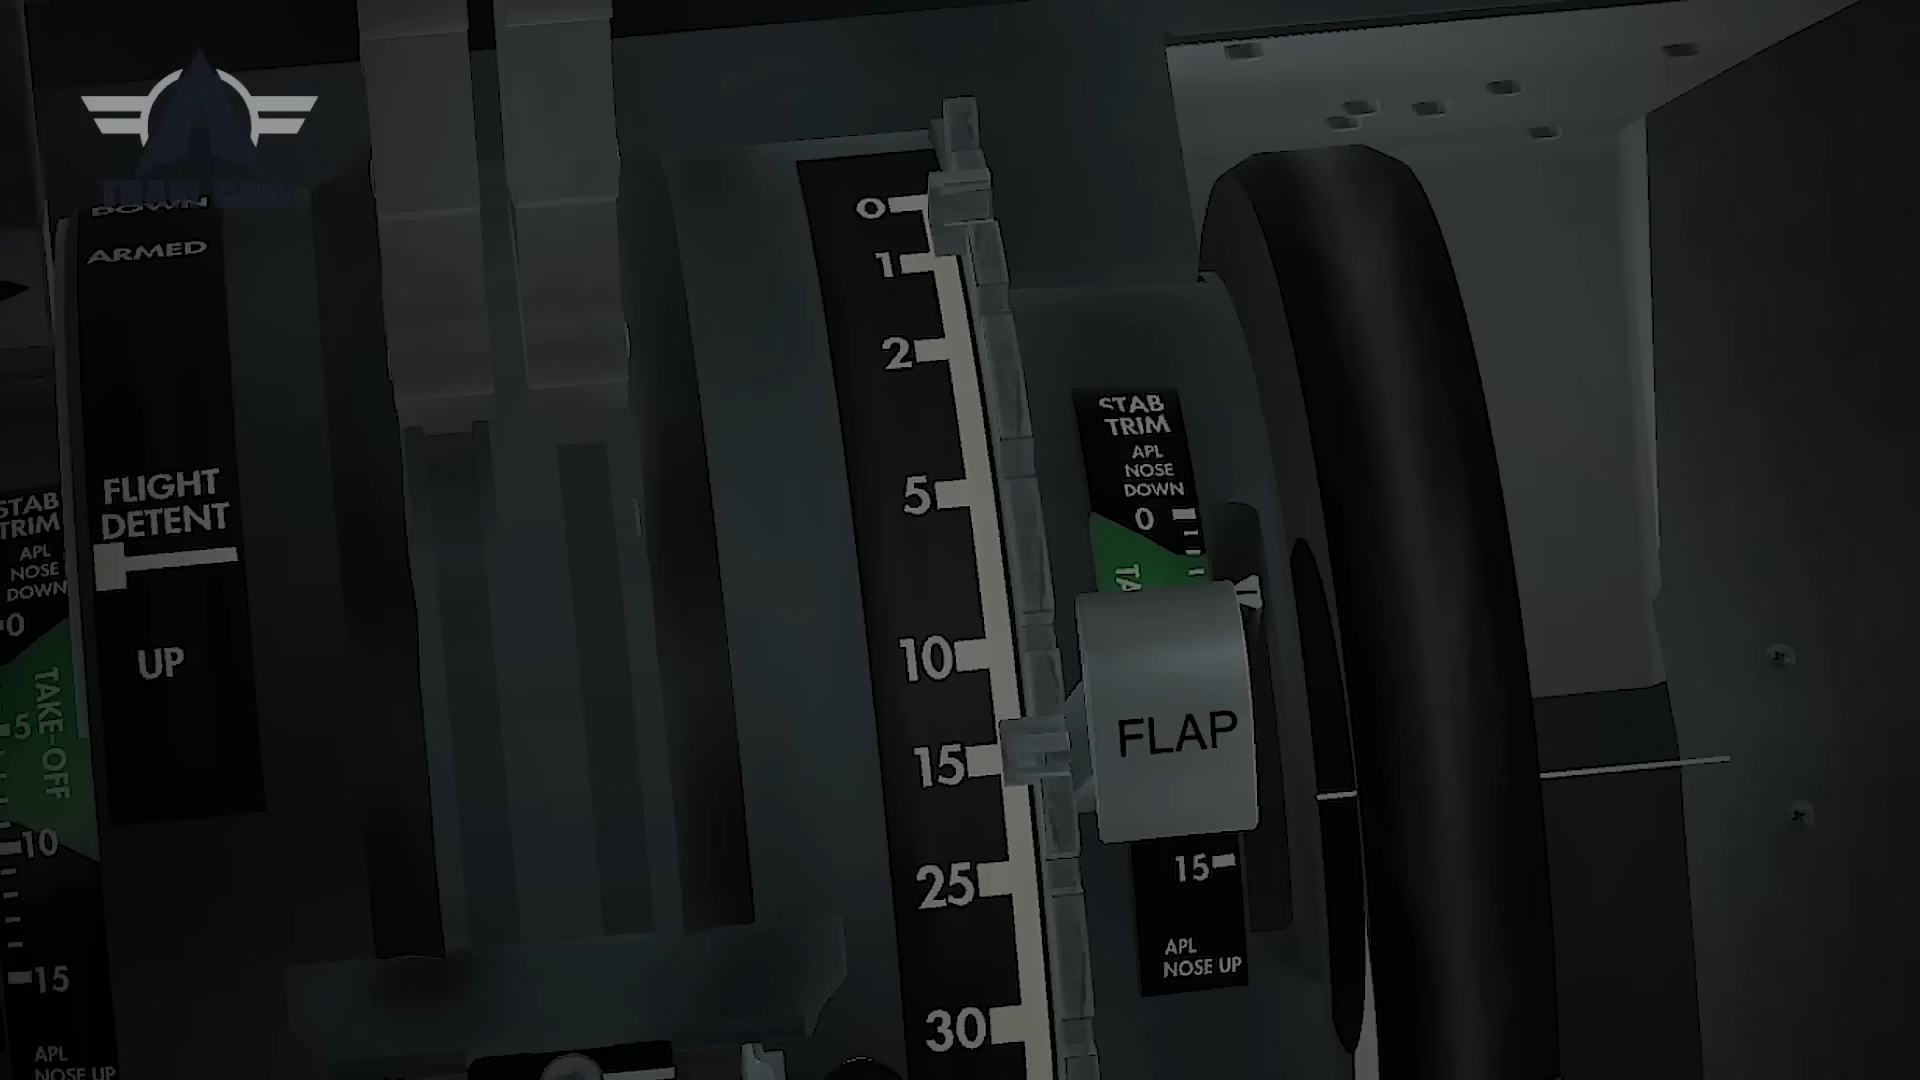 DOWN
ARMED
FLIGHT
DETENT
UP
STAB
TRIM
APL
NOSE
DOWN
0
TAKE-OFF
5
10
15
APL
NOSE UP
0
1
2
5
10
15
25
30
STAB
TRIM
APL
NOSE
DOWN
0
TA
FLAP
15
APL
NOSE UP